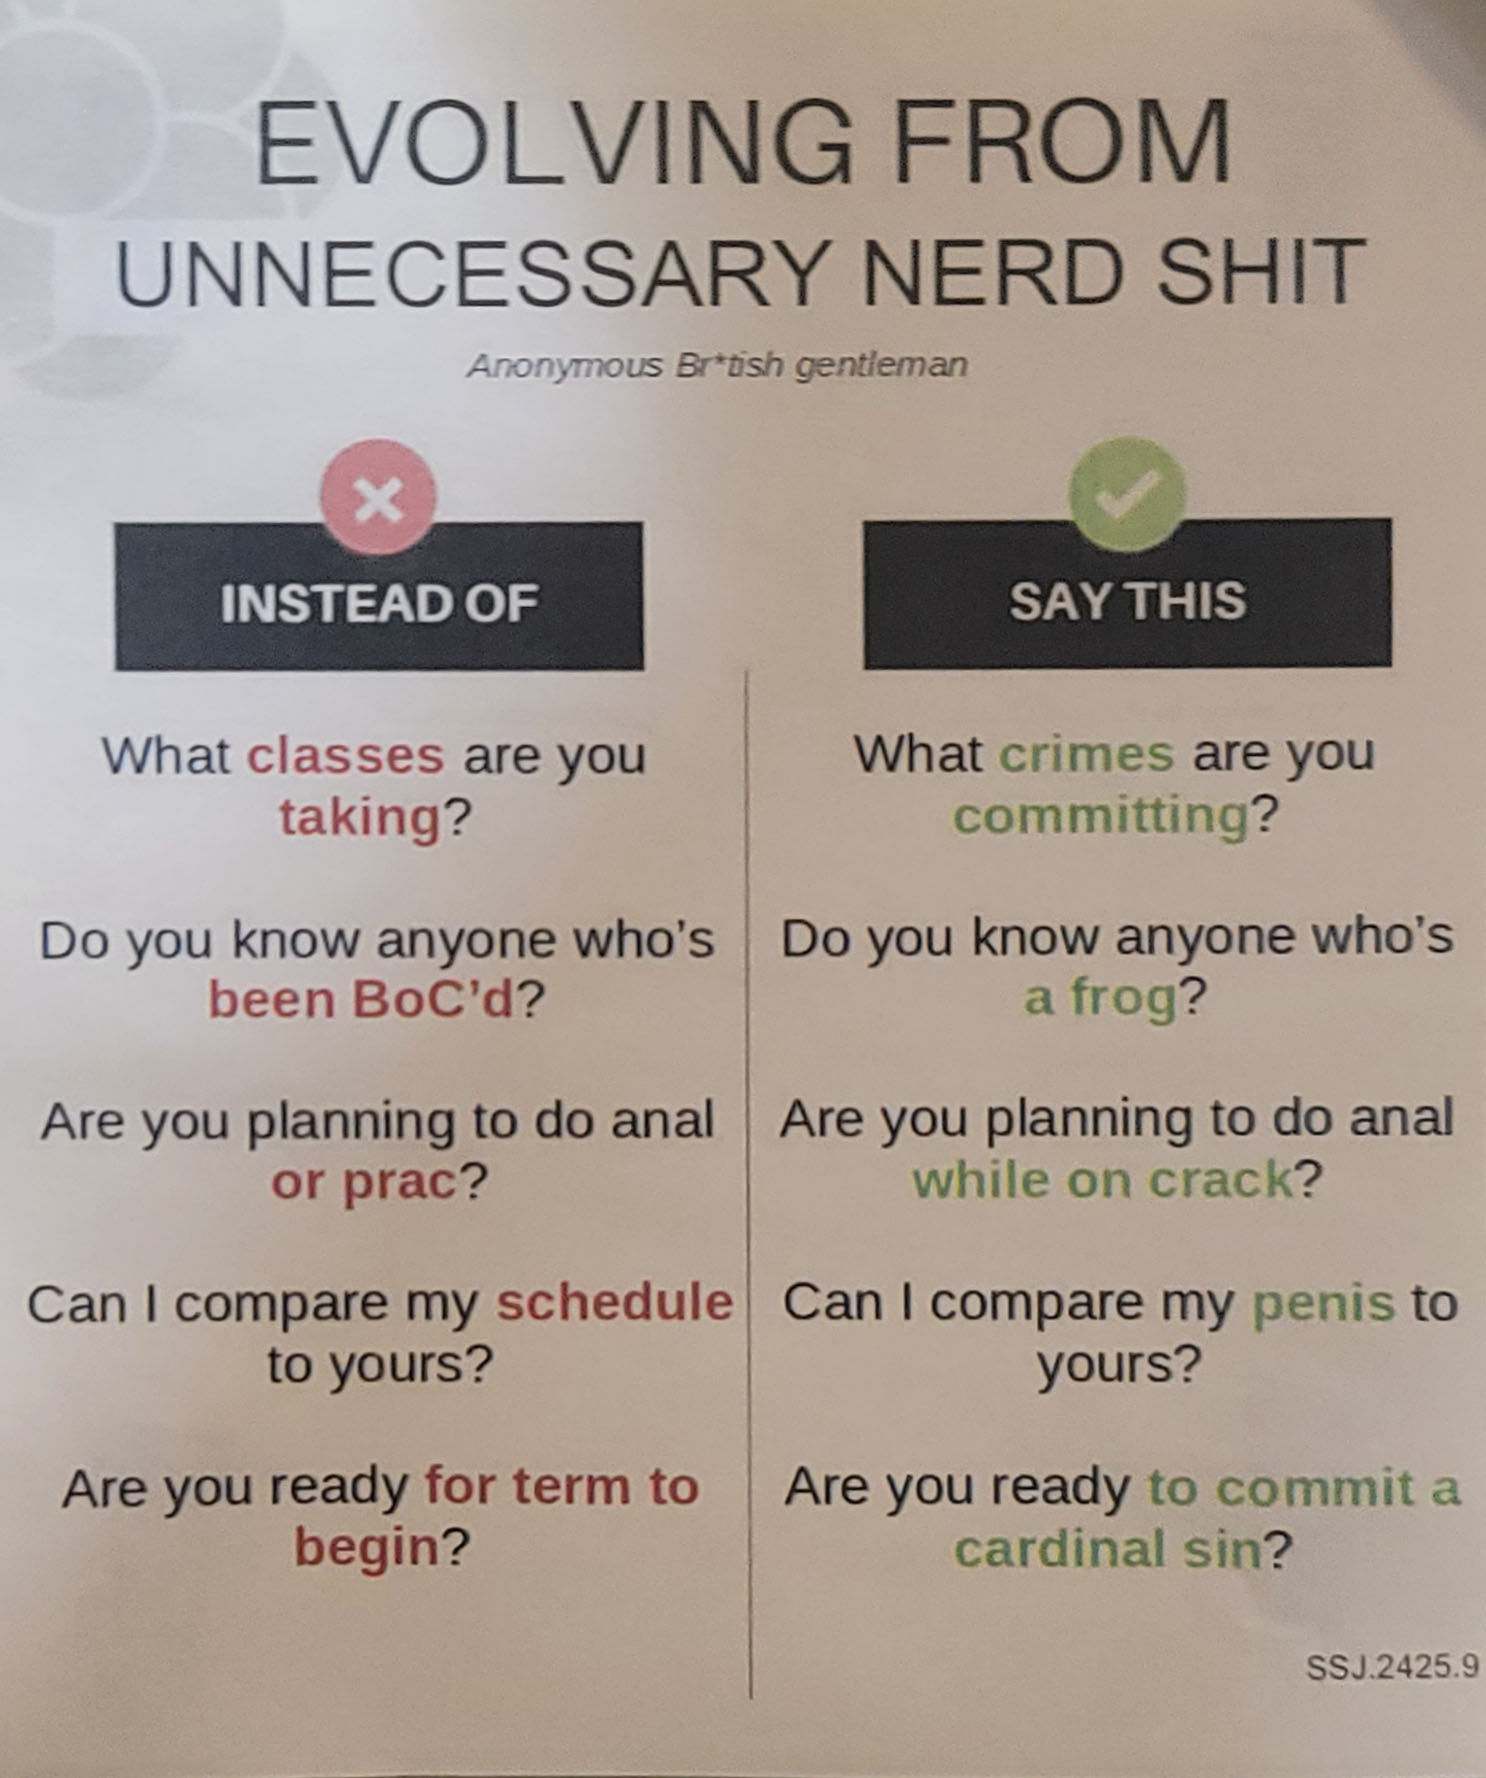 EVOLVING FROM
UNNECESSARY NERD SHIT
Anonymous Br*tish gentleman
INSTEAD OF
What classes are you
taking?
Do you know anyone who's
been BoC'd?
Are you planning to do anal
or prac?
Can I compare my schedule
to yours?
Are you ready for term to
begin?
SAY THIS
What crimes are you
committing?
Do you know anyone who's
a frog?
Are you planning to do anal
while on crack?
Can I compare my penis to
yours?
Are you ready to commit a
cardinal sin?
SSJ.2425.9